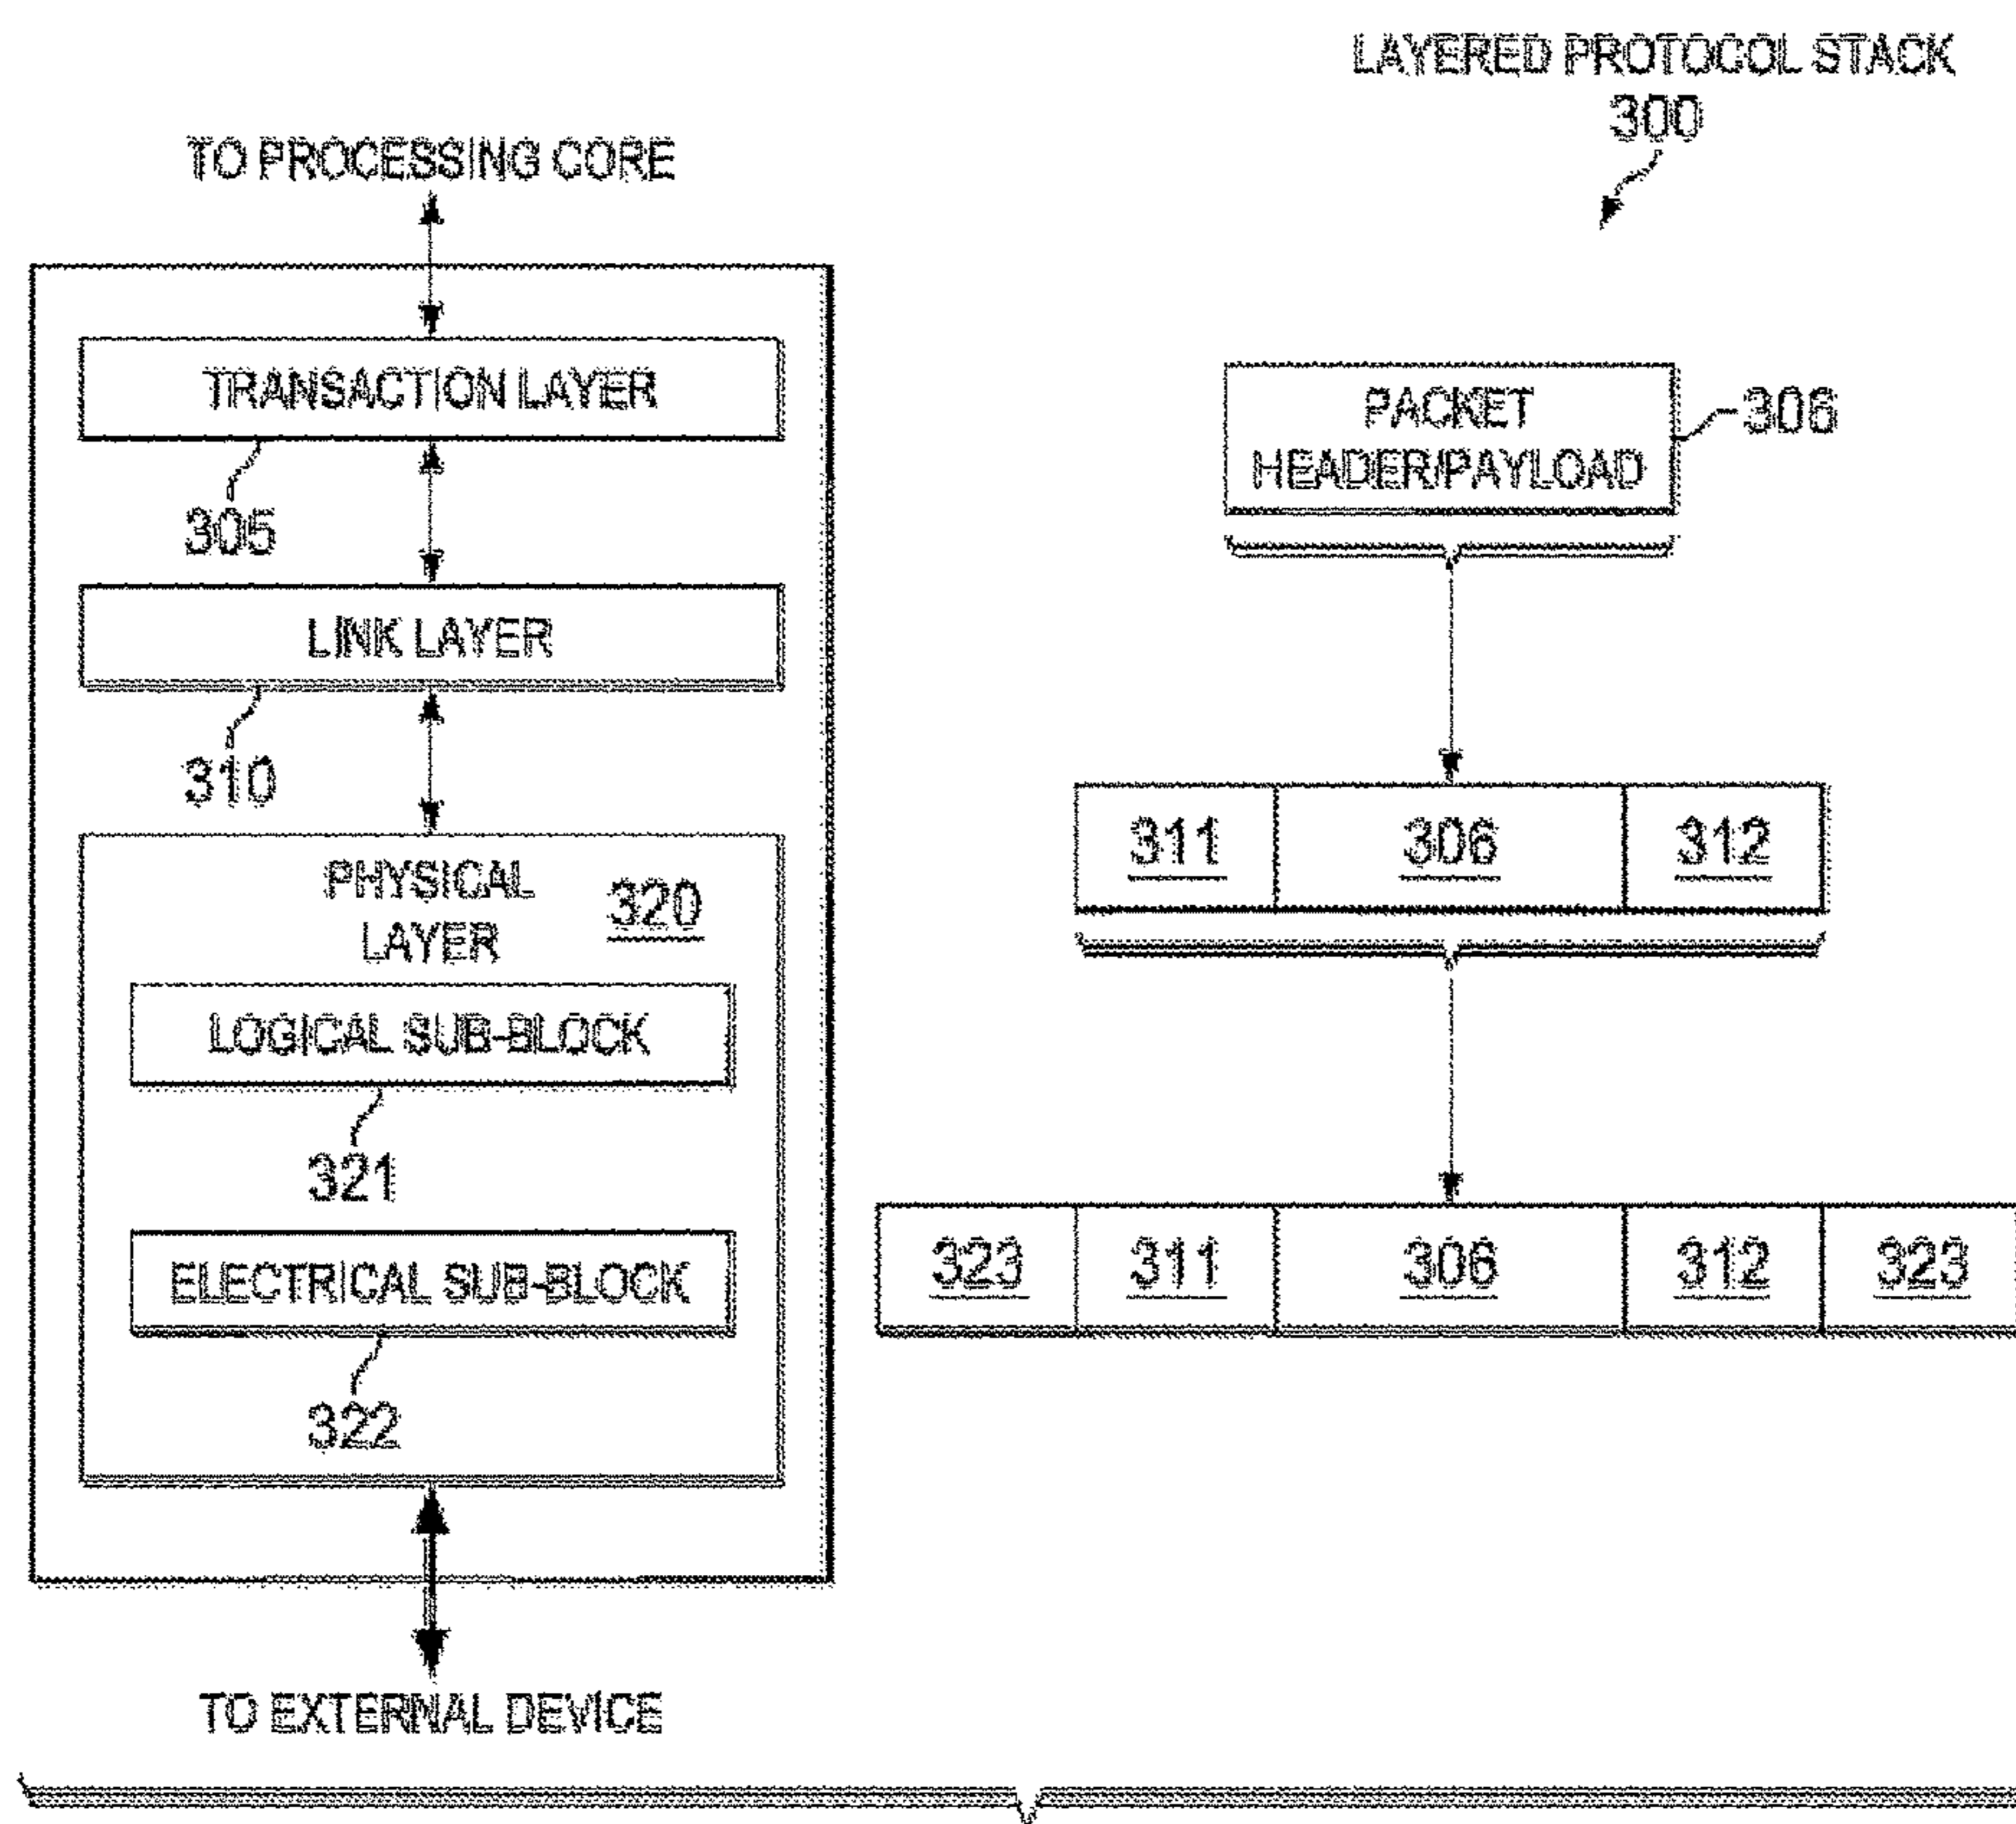 LAYERED PROTOCOL STACK
300
TO PROCESSING CORE
TRANSACTION LAYER
305
LINK LAYER
310
PHYSICAL
LAYER
320
LOGICAL SUB-BLOCK
321
ELECTRICAL SUB-BLOCK
322
TO EXTERNAL DEVICE
PACKET
HEADER/PAYLOAD
306
311 306 312
323 311 306 312 323